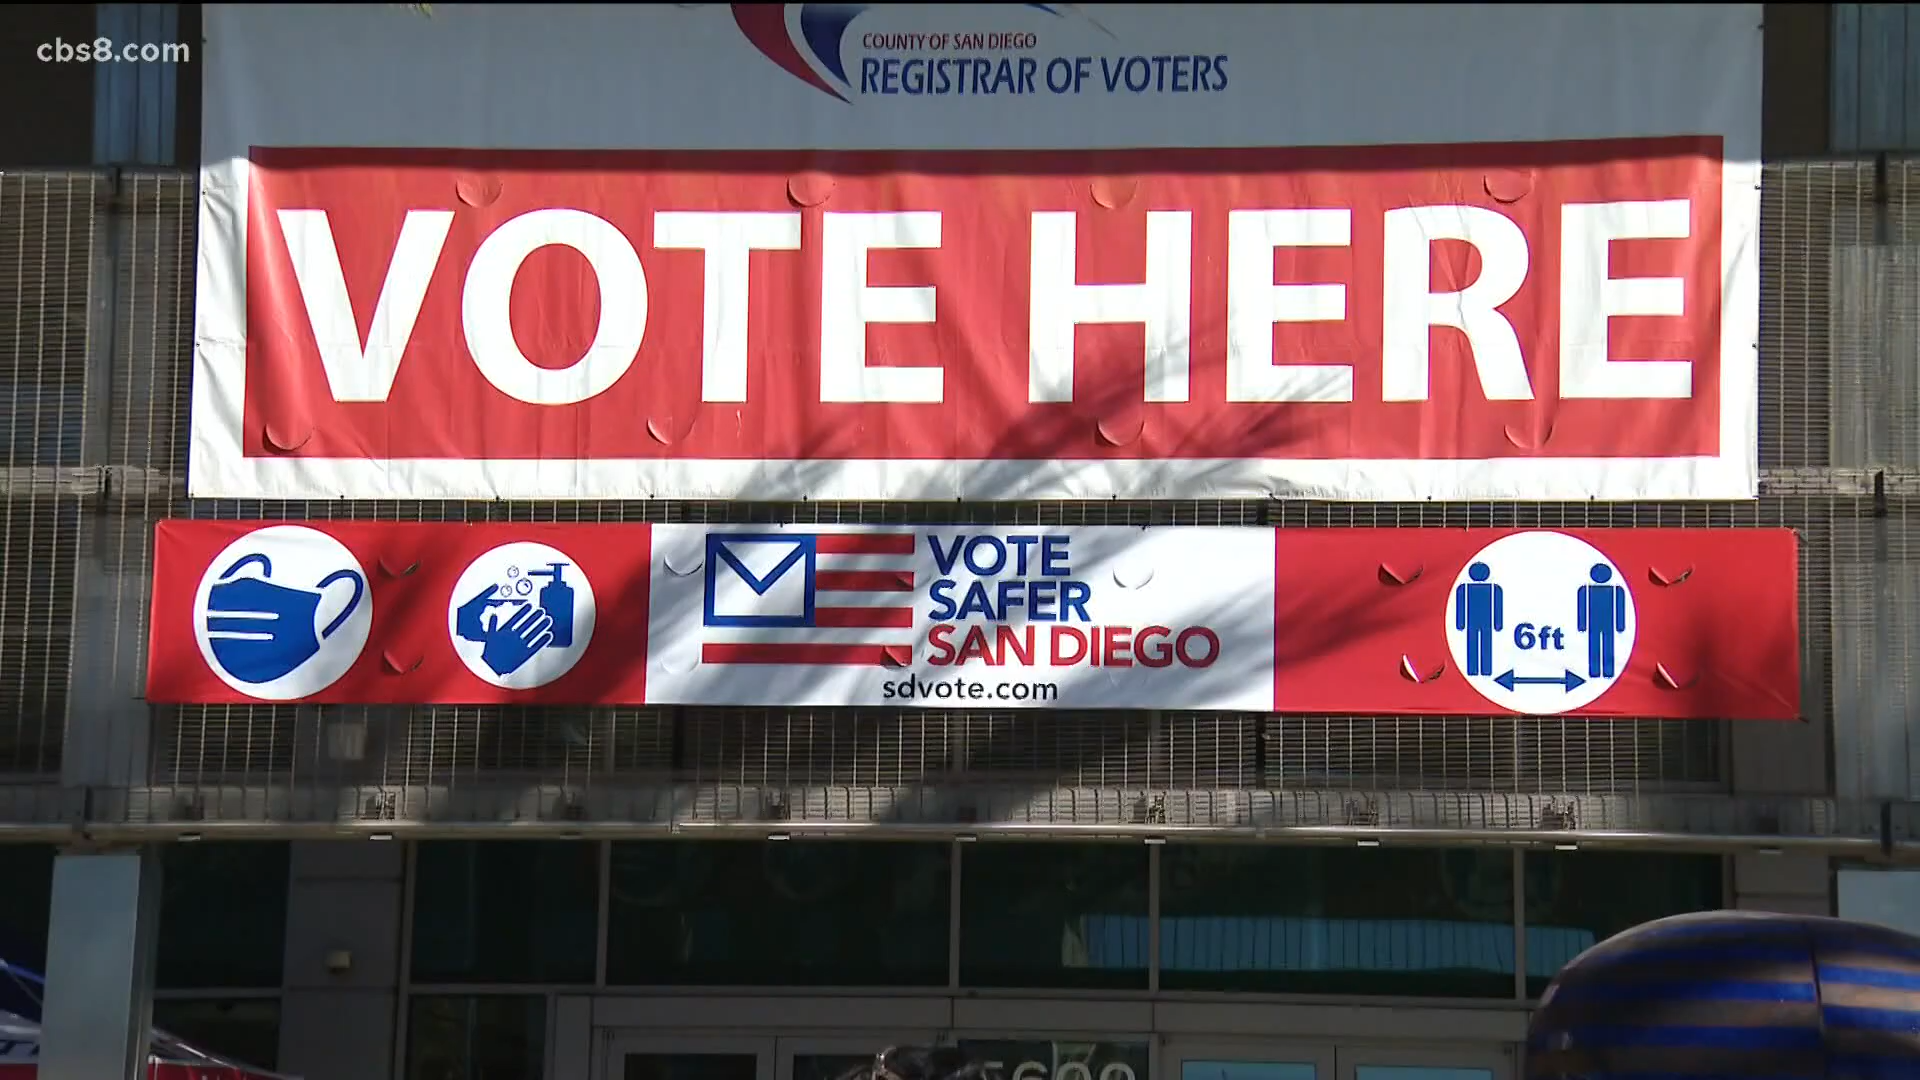 cbs8.com
COUNTY OF SAN DIEGO
REGISTRAR OF VOTERS
VOTE HERE
VOTE
SAFER
SAN DIEGO
sdvote.com
6ft